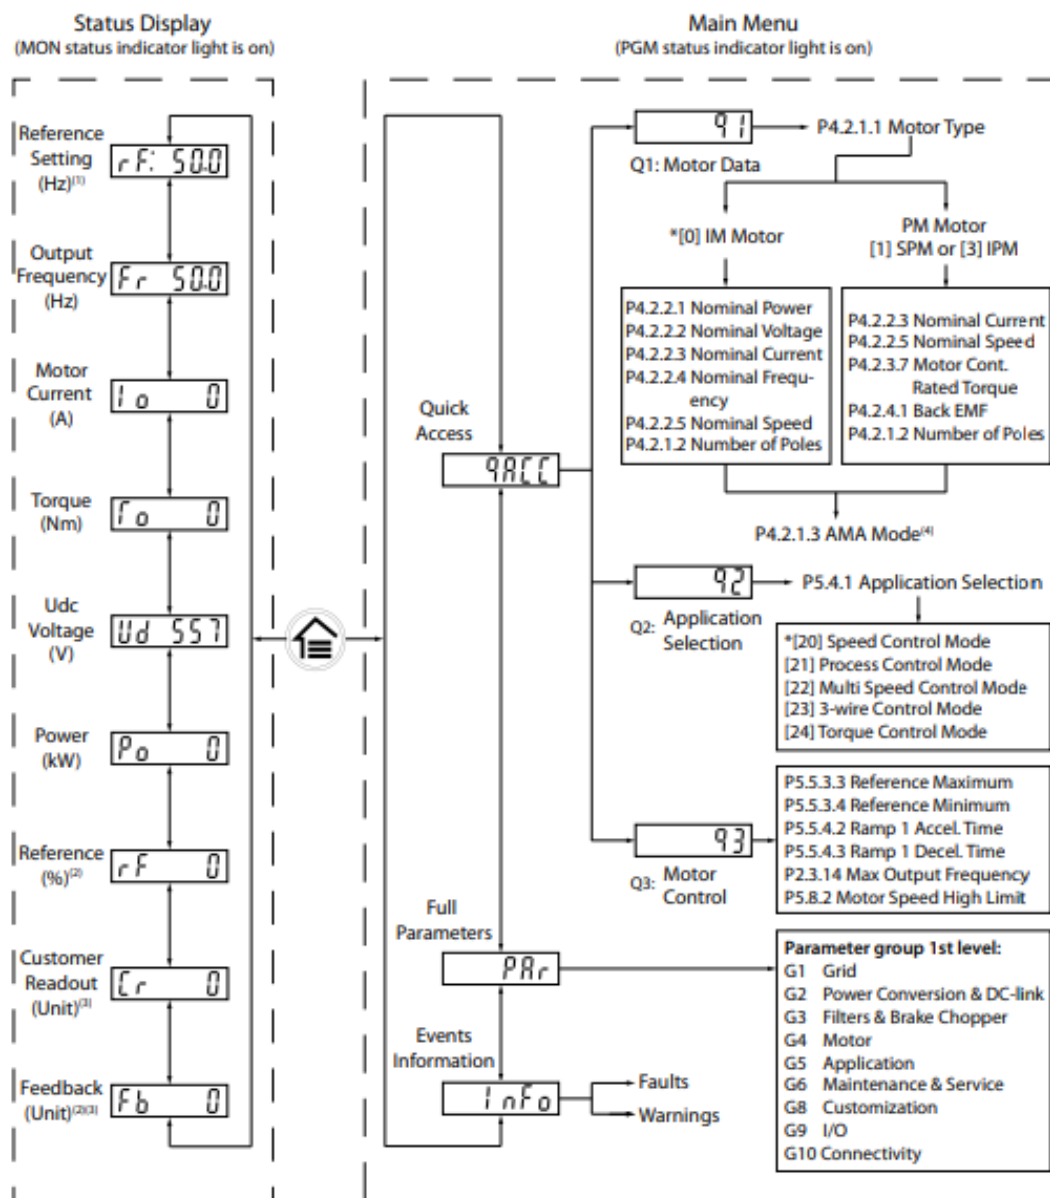 Status Display
(MON status indicator light is on)
Reference
Setting
(Hz)(1)
rF: 50.0
Output
Frequency
(Hz)
Fr 50.0
Motor
Current
(A)
Io 0
Torque
(Nm)
To 0
Udc
Voltage
(V)
Ud 557
Power
(kW)
Po 0
Reference
(%)(2)
rF 0
Customer
Readout
(Unit)(3)
Cr 0
Feedback
(Unit)(2)(3)
Fb 0
Main Menu
(PGM status indicator light is on)
Quick
Access
qACC
q1
Q1: Motor Data
P4.2.1.1 Motor Type
*[0] IM Motor
PM Motor
[1] SPM or [3] IPM
P4.2.2.1 Nominal Power
P4.2.2.2 Nominal Voltage
P4.2.2.3 Nominal Current
P4.2.2.4 Nominal Frequ-
ency
P4.2.2.5 Nominal Speed
P4.2.1.2 Number of Poles
P4.2.2.3 Nominal Current
P4.2.2.5 Nominal Speed
P4.2.3.7 Motor Cont.
Rated Torque
P4.2.4.1 Back EMF
P4.2.1.2 Number of Poles
P4.2.1.3 AMA Mode(4)
q2
Q2: Application
Selection
P5.4.1 Application Selection
*[20] Speed Control Mode
[21] Process Control Mode
[22] Multi Speed Control Mode
[23] 3-wire Control Mode
[24] Torque Control Mode
q3
Q3: Motor
Control
P5.5.3.3 Reference Maximum
P5.5.3.4 Reference Minimum
P5.5.4.2 Ramp 1 Accel. Time
P5.5.4.3 Ramp 1 Decel. Time
P2.3.14 Max Output Frequency
P5.8.2 Motor Speed High Limit
Full
Parameters
PAr
Parameter group 1st level:
G1 Grid
G2 Power Conversion & DC-link
G3 Filters & Brake Chopper
G4 Motor
G5 Application
G6 Maintenance & Service
G8 Customization
G9 I/O
G10 Connectivity
Events
Information
InFo
Faults
Warnings